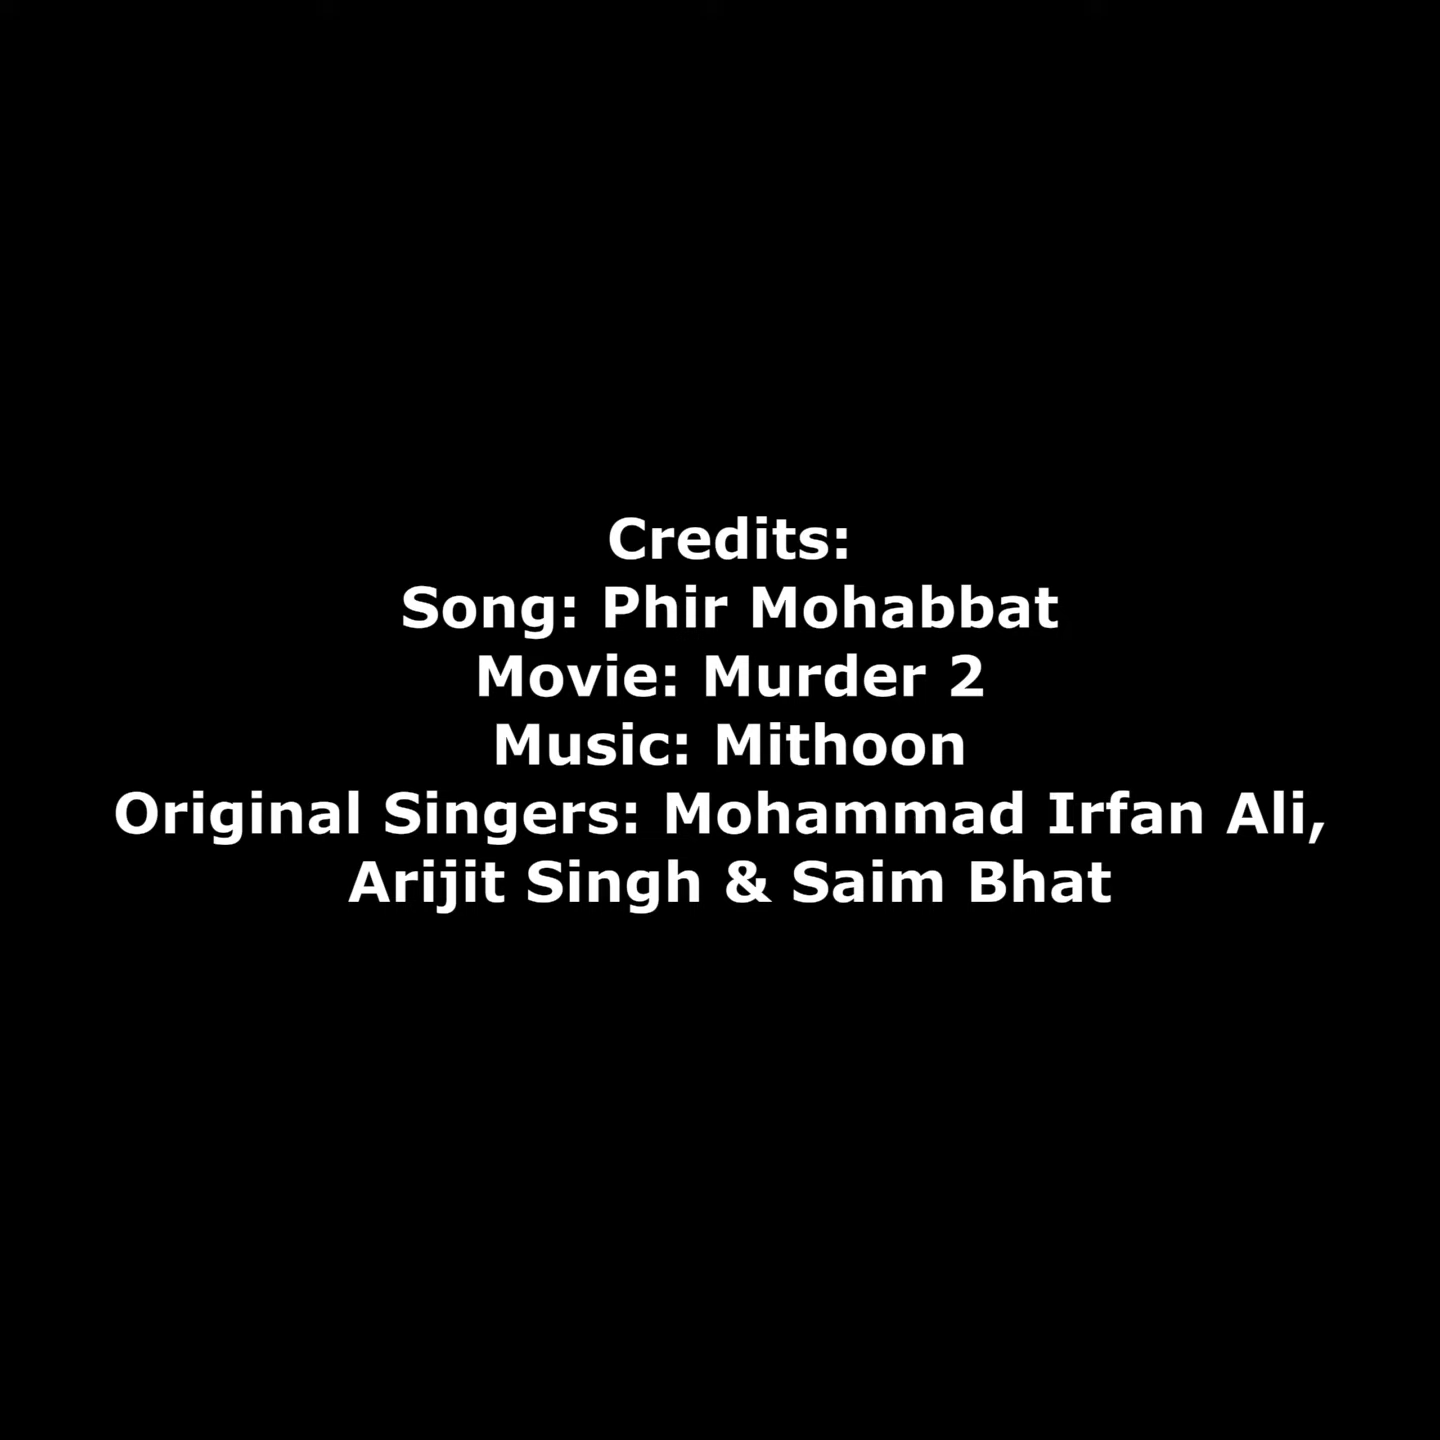 Credits:
Song: Phir Mohabbat
Movie: Murder 2
Music: Mithoon
Original Singers: Mohammad Irfan Ali,
Arijit Singh & Saim Bhat